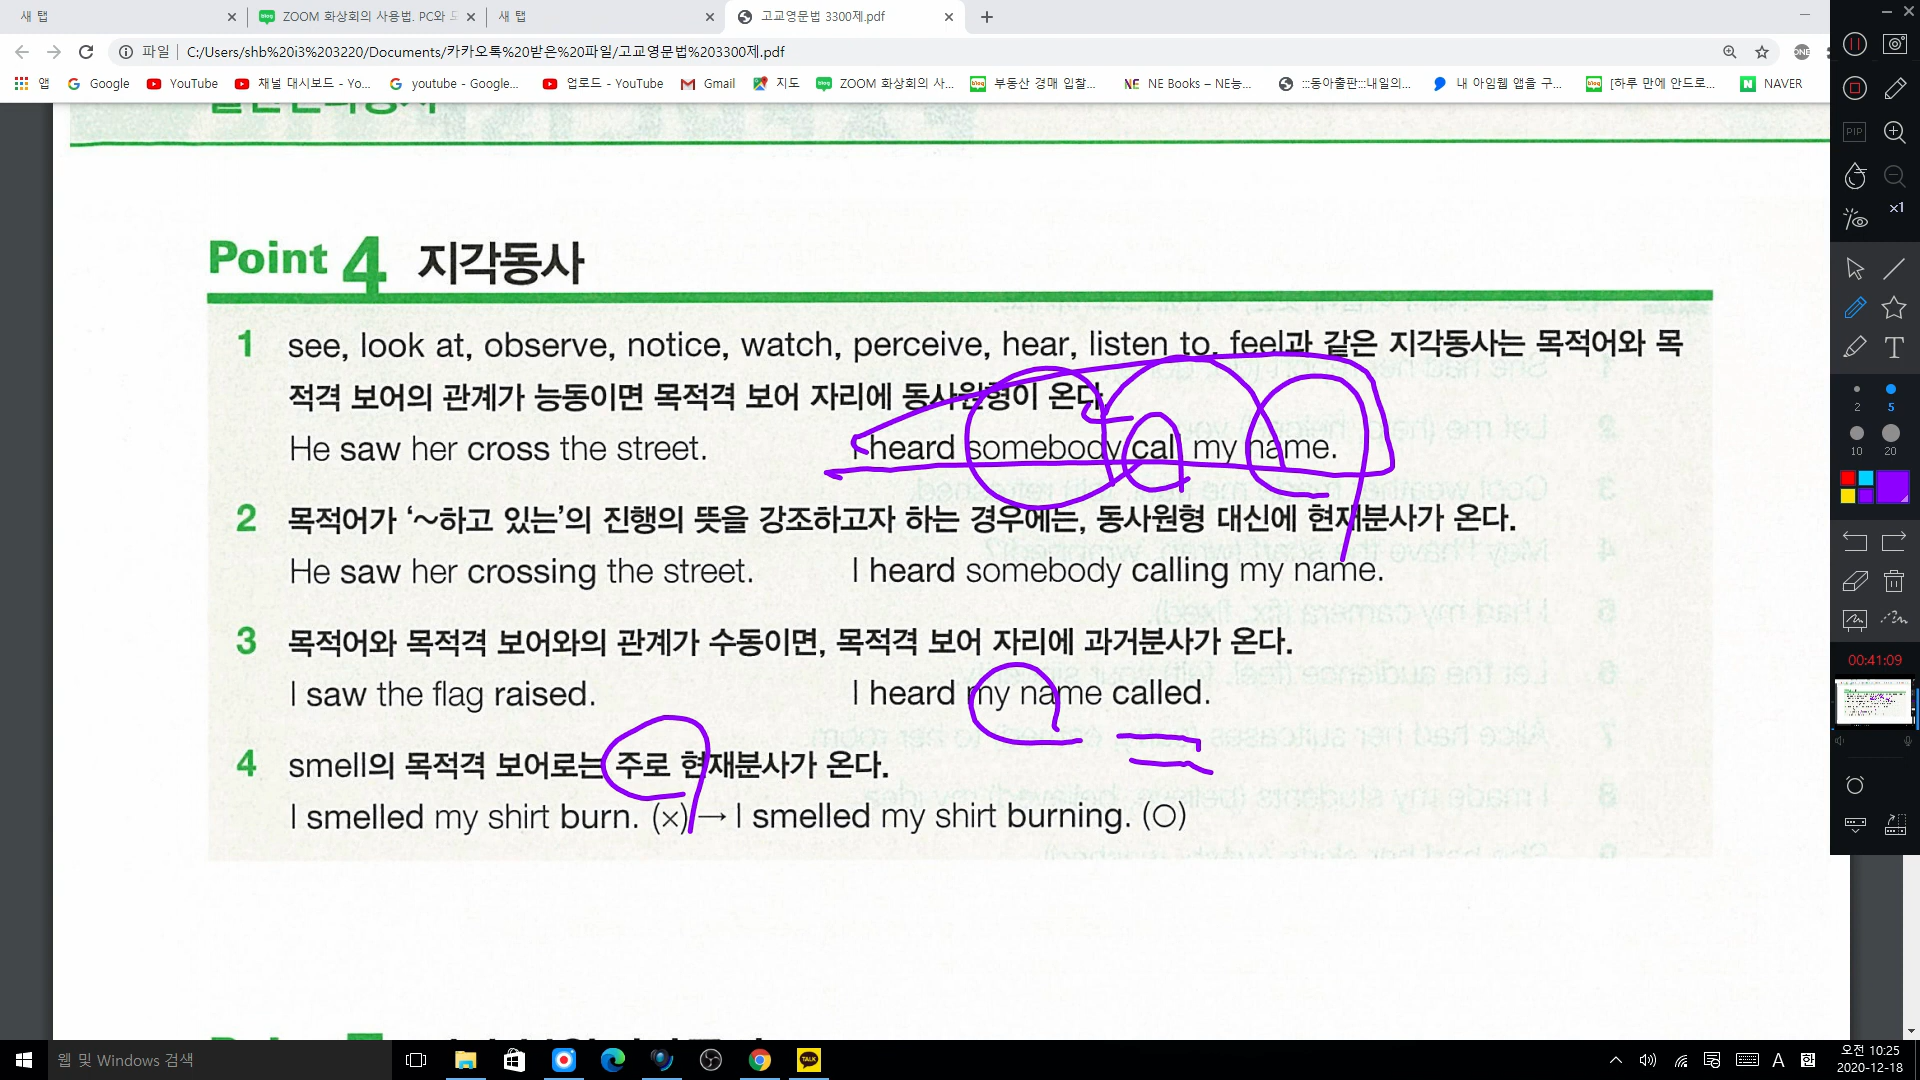 새 탭
ZOOM 화상회의 사용법. PC와 모
새 탭
고교영문법 3300제.pdf
파일 C:/Users/shb%20i3%203220/Documents/카카오톡%20받은%20파일/고교영문법%203300제.pdf
앱 Google YouTube 채널 대시보드 - Yo... youtube - Google... 업로드 - YouTube Gmail 지도 ZOOM 화상회의 사... 부동산 경매 입찰... NE Books – NE능... :::동아출판:::내일의... 내 아임웹 앱을 구... [하루 만에 안드로... NAVER
Point 4 지각동사
1 see, look at, observe, notice, watch, perceive, hear, listen to, feel과 같은 지각동사는 목적어와 목
적격 보어의 관계가 능동이면 목적격 보어 자리에 동사원형이 온다.
He saw her cross the street. I heard somebody call my name.
2 목적어가 ‘~하고 있는’의 진행의 뜻을 강조하고자 하는 경우에는, 동사원형 대신에 현재분사가 온다.
He saw her crossing the street. I heard somebody calling my name.
3 목적어와 목적격 보어와의 관계가 수동이면, 목적격 보어 자리에 과거분사가 온다.
I saw the flag raised. I heard my name called.
4 smell의 목적격 보어로는 주로 현재분사가 온다.
I smelled my shirt burn. (×) → I smelled my shirt burning. (○)
PIP
x1
T
2 5
10 20
00:41:09
웹 및 Windows 검색
TALK
A 한
오전 10:25
2020-12-18